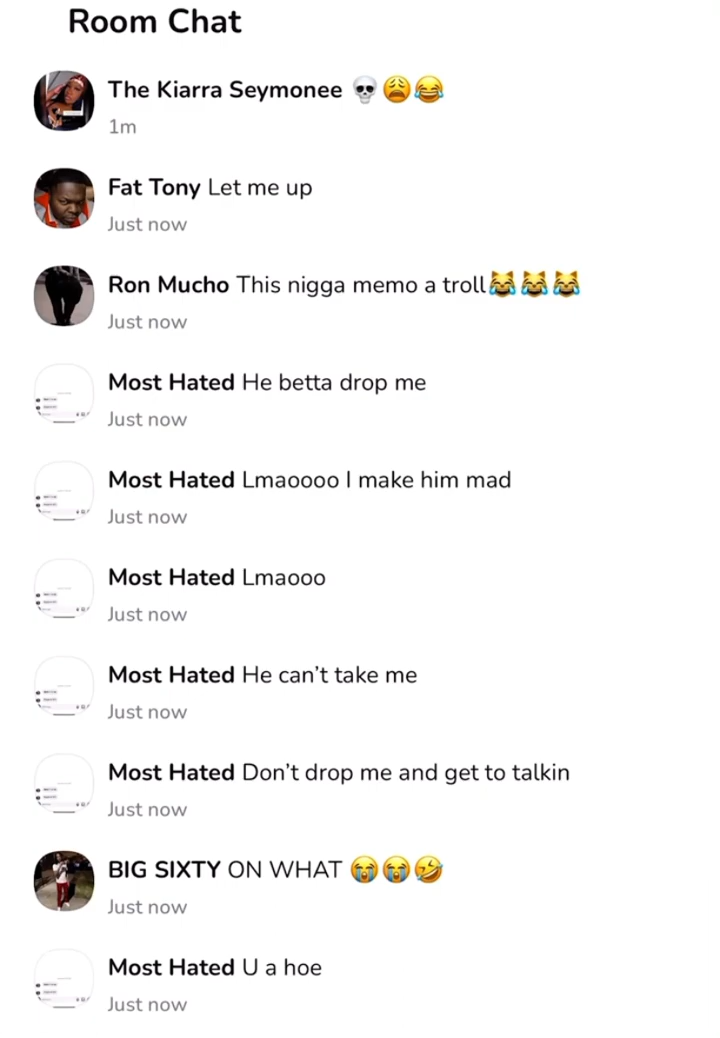 Room Chat
The Kiarra Seymonee 💀😩😂
1m
Fat Tony Let me up
Just now
Ron Mucho This nigga memo a troll😹😹😹
Just now
Most Hated He betta drop me
Just now
Most Hated Lmaoooo I make him mad
Just now
Most Hated Lmaooo
Just now
Most Hated He can’t take me
Just now
Most Hated Don’t drop me and get to talkin
Just now
BIG SIXTY ON WHAT 😭😭🤣
Just now
Most Hated U a hoe
Just now